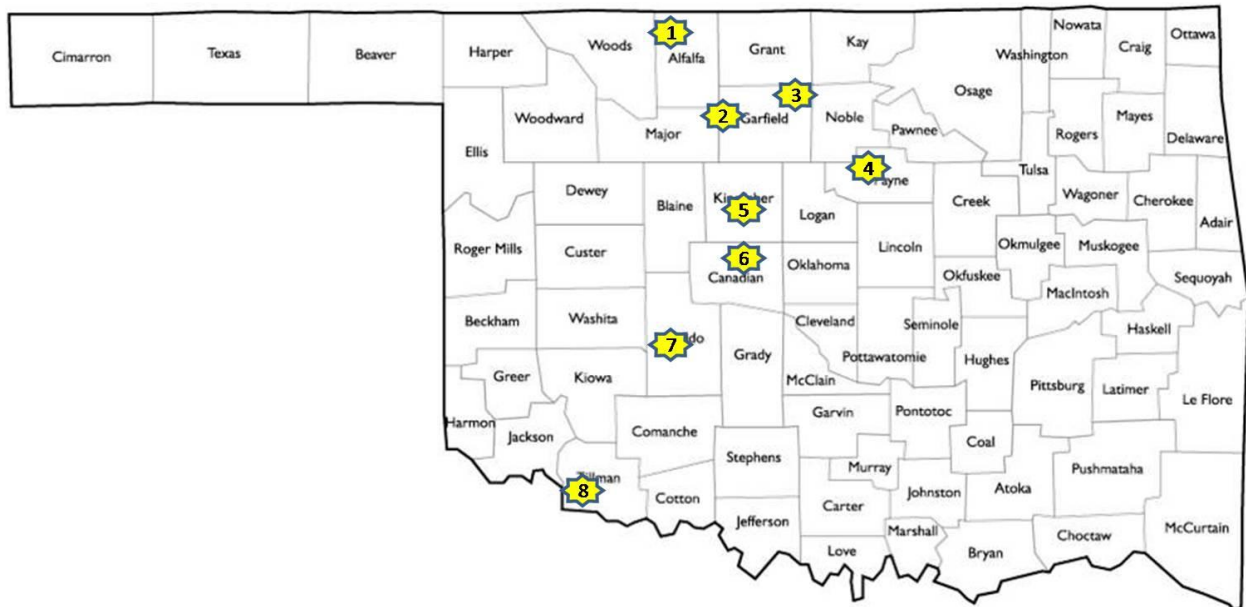 Cimarron
Texas
Beaver
Harper
Woods
1
Alfalfa
Grant
Kay
Osage
Washington
Nowata
Craig
Ottawa
Woodward
Major
2
3
Garfield
Noble
Pawnee
Rogers
Mayes
Delaware
Ellis
Dewey
Blaine
5
Logan
4
Creek
Tulsa
Wagoner
Cherokee
Adair
Roger Mills
Custer
6
Canadian
Oklahoma
Lincoln
Okfuskee
Okmulgee
Muskogee
Sequoyah
MacIntosh
Haskell
Beckham
Washita
7
Grady
Cleveland
McClain
Pottawatomie
Seminole
Hughes
Pittsburg
Latimer
Le Flore
Greer
Kiowa
Harmon
Jackson
Comanche
Stephens
Garvin
Pontotoc
Coal
Murray
Johnston
Atoka
Pushmataha
8
Cotton
Jefferson
Carter
Love
Marshall
Bryan
Choctaw
McCurtain